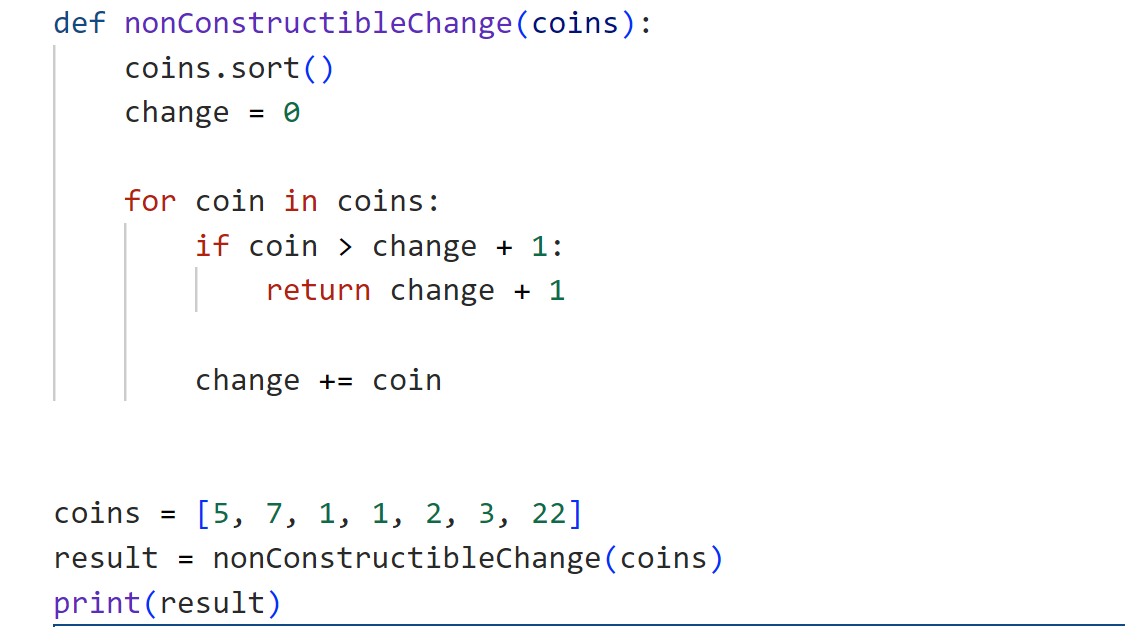 def nonConstructibleChange(coins):
    coins.sort()
    change = 0

    for coin in coins:
        if coin > change + 1:
            return change + 1

        change += coin


coins = [5, 7, 1, 1, 2, 3, 22]
result = nonConstructibleChange(coins)
print(result)